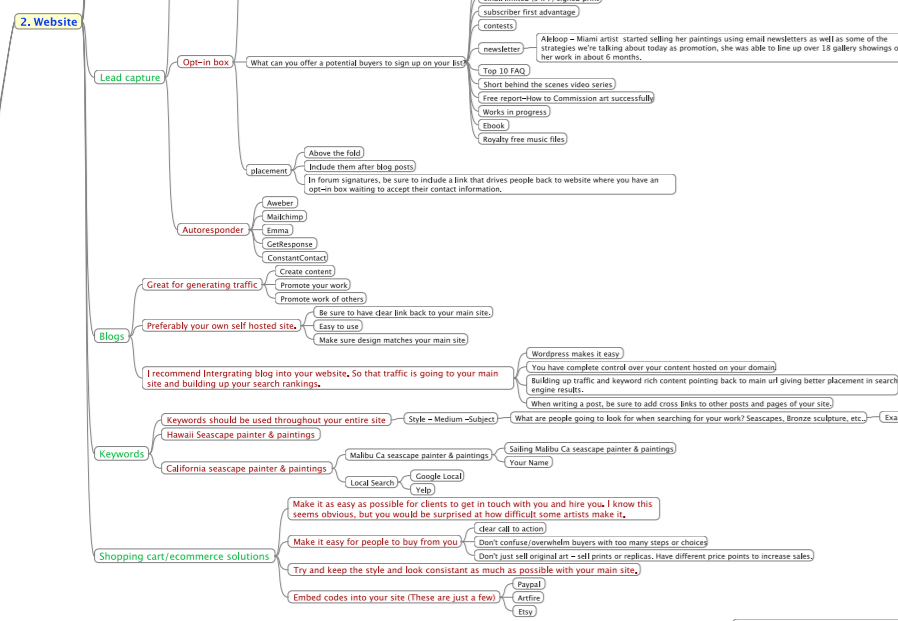 2. Website
Lead capture
Opt-in box
What can you offer a potential buyers to sign up on your list?
subscriber first advantage
contests
newsletter
Aleloop - Miami artist started selling her paintings using email newsletters as well as some of the
strategies we're talking about today as promotion, she was able to line up over 18 gallery showings o
her work in about 6 months.
Top 10 FAQ
Short behind the scenes video series
Free report-How to Commission art successfully
Works in progress
Ebook
Royalty free music files
placement
Above the fold
Include them after blog posts
In forum signatures, be sure to include a link that drives people back to website where you have an
opt-in box waiting to accept their contact information.
Autoresponder
Aweber
Mailchimp
Emma
GetResponse
ConstantContact
Blogs
Great for generating traffic
Create content
Promote your work
Promote work of others
Preferably your own self hosted site.
Be sure to have clear link back to your main site.
Easy to use
Make sure design matches your main site
I recommend Intergrating blog into your website. So that traffic is going to your main
site and building up your search rankings.
Wordpress makes it easy
You have complete control over your content hosted on your domain.
Building up traffic and keyword rich content pointing back to main url giving better placement in search
engine results.
When writing a post, be sure to add cross links to other posts and pages of your site.
Keywords
Keywords should be used throughout your entire site
Style - Medium -Subject
What are people going to look for when searching for your work? Seascapes, Bronze sculpture, etc..
Exa
Hawaii Seascape painter & paintings
California seascape painter & paintings
Malibu Ca seascape painter & paintings
Sailing Malibu Ca seascape painter & paintings
Your Name
Local Search
Google Local
Yelp
Shopping cart/ecommerce solutions
Make it as easy as possible for clients to get in touch with you and hire you. I know this
seems obvious, but you would be surprised at how difficult some artists make it.
Make it easy for people to buy from you
clear call to action
Don't confuse/overwhelm buyers with too many steps or choices
Don't just sell original art - sell prints or replicas. Have different price points to increase sales.
Try and keep the style and look consistant as much as possible with your main site.
Embed codes into your site (These are just a few)
Paypal
Artfire
Etsy